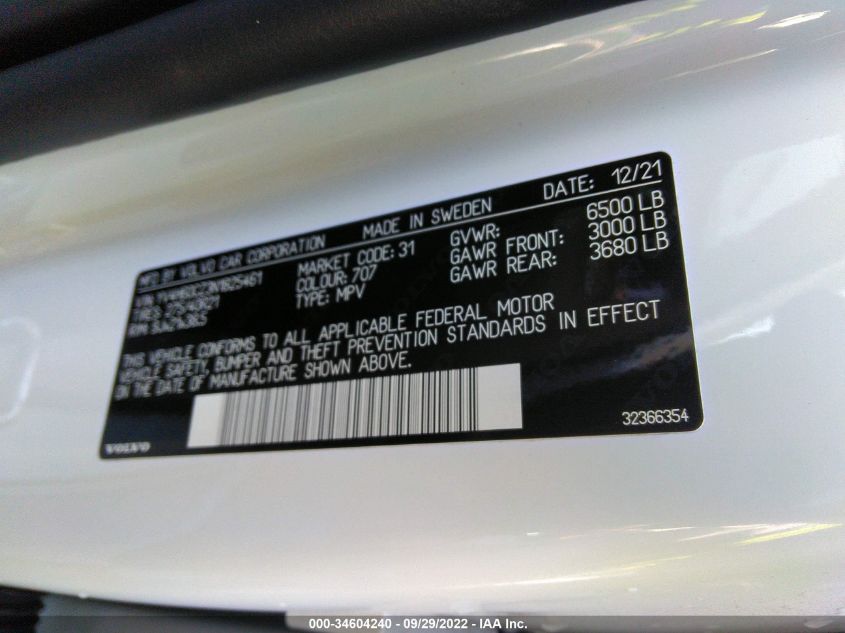 MFD BY VOLVO CAR CORPORATION MADE IN SWEDEN DATE: 12/21
VIN: MARKET CODE: 31 GVWR: 6500 LB
TIRES: COLOUR: 707 GAWR FRONT: 3000 LB
RIM: TYPE: MPV GAWR REAR: 3680 LB
THIS VEHICLE CONFORMS TO ALL APPLICABLE FEDERAL MOTOR
VEHICLE SAFETY, BUMPER AND THEFT PREVENTION STANDARDS IN EFFECT
ON THE DATE OF MANUFACTURE SHOWN ABOVE.
VOLVO 32366354
000-34604240 - 09/29/2022 - IAA Inc.